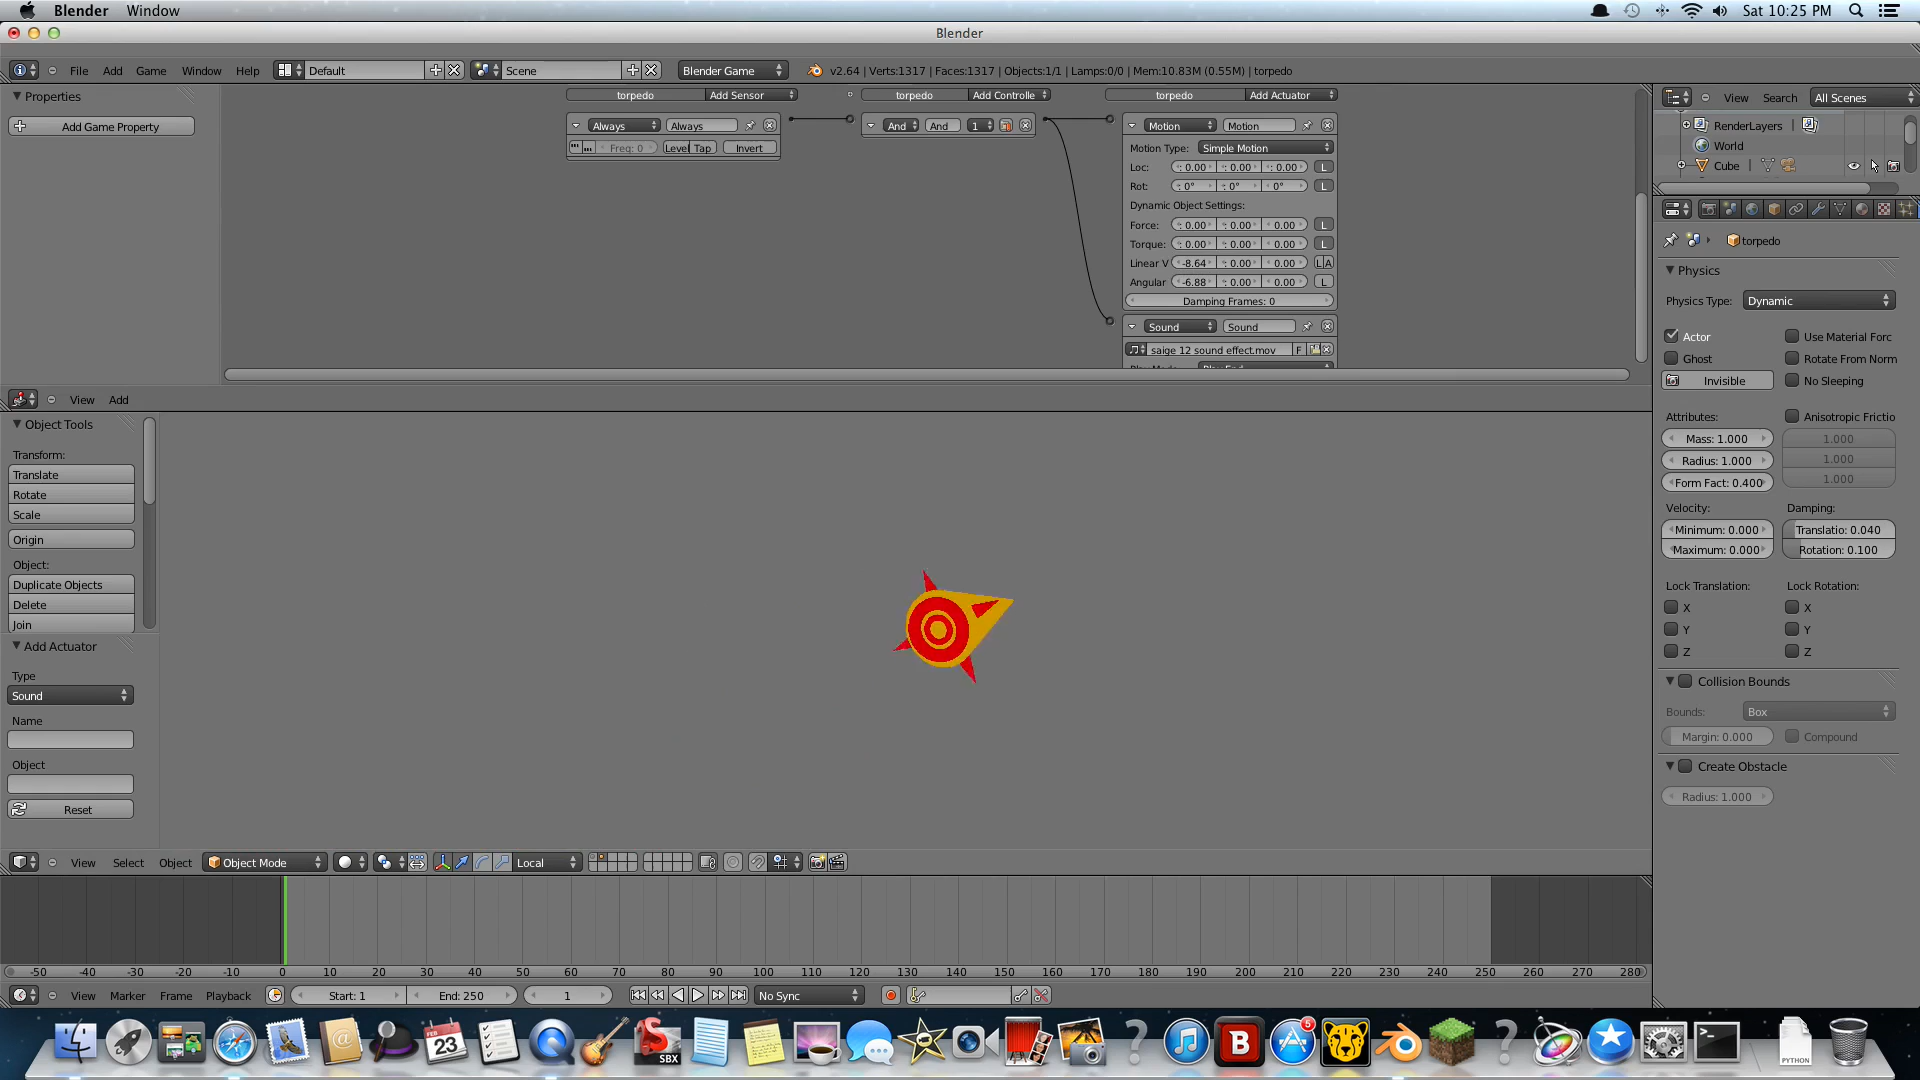 Blender Window Sat 10:25 PM
Blender
File Add Game Window Help Default Scene Blender Game v2.64 | Verts:1317 | Faces:1317 | Objects:1/1 | Lamps:0/0 | Mem:10.83M (0.55M) | torpedo
Properties
Add Game Property
torpedo Add Sensor torpedo Add Controlle torpedo Add Actuator
Always Always And And 1 Motion Motion
Freq: 0 Level Tap Invert Motion Type: Simple Motion
Loc: : 0.00 : 0.00 : 0.00 L
Rot: : 0° : 0° 0° L
Dynamic Object Settings:
Force: : 0.00 : 0.00 0.00 L
Torque: : 0.00 : 0.00 0.00 L
Linear V -8.64 : 0.00 0.00 L A
Angular -6.88 : 0.00 0.00 L
Damping Frames: 0
Sound Sound
saige 12 sound effect.mov F
View Add
View Search All Scenes
RenderLayers
World
Cube
torpedo
Physics
Physics Type: Dynamic
Actor Use Material Forc
Ghost Rotate From Norm
Invisible No Sleeping
Attributes: Anisotropic Frictio
Mass: 1.000 1.000
Radius: 1.000 1.000
Form Fact: 0.400 1.000
Velocity: Damping:
Minimum: 0.000 Translatio: 0.040
Maximum: 0.000 Rotation: 0.100
Lock Translation: Lock Rotation:
X X
Y Y
Z Z
Collision Bounds
Bounds: Box
Margin: 0.000 Compound
Create Obstacle
Radius: 1.000
Object Tools
Transform:
Translate
Rotate
Scale
Origin
Object:
Duplicate Objects
Delete
Join
Add Actuator
Type
Sound
Name
Object
Reset
View Select Object Object Mode Local
-50 -40 -30 -20 -10 0 10 20 30 40 50 60 70 80 90 100 110 120 130 140 150 160 170 180 190 200 210 220 230 240 250 260 270 280
View Marker Frame Playback Start: 1 End: 250 1 No Sync
FEB
23
SBX
B
5
PYTHON